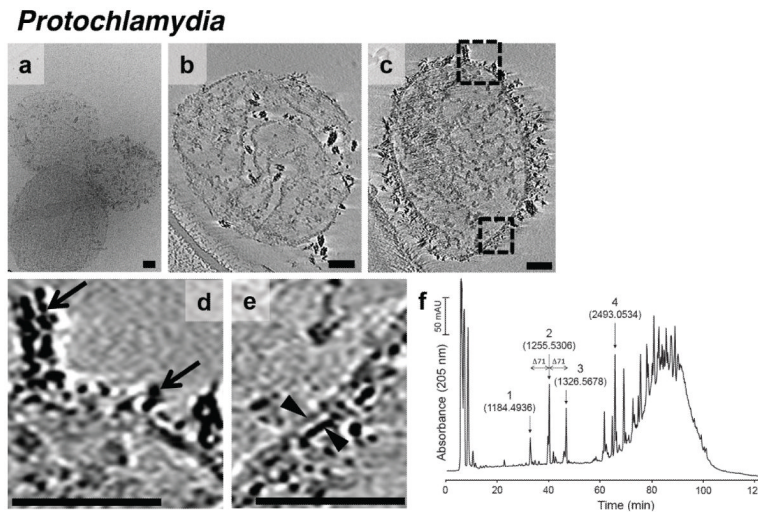 Protochlamydia
a
b
c
d
e
f
50 mAU
Absorbance (205 nm)
1
(1184.4936)
2
(1255.5306)
Δ71
Δ71
3
(1326.5678)
4
(2493.0534)
0 20 40 60 80 100 120
Time (min)